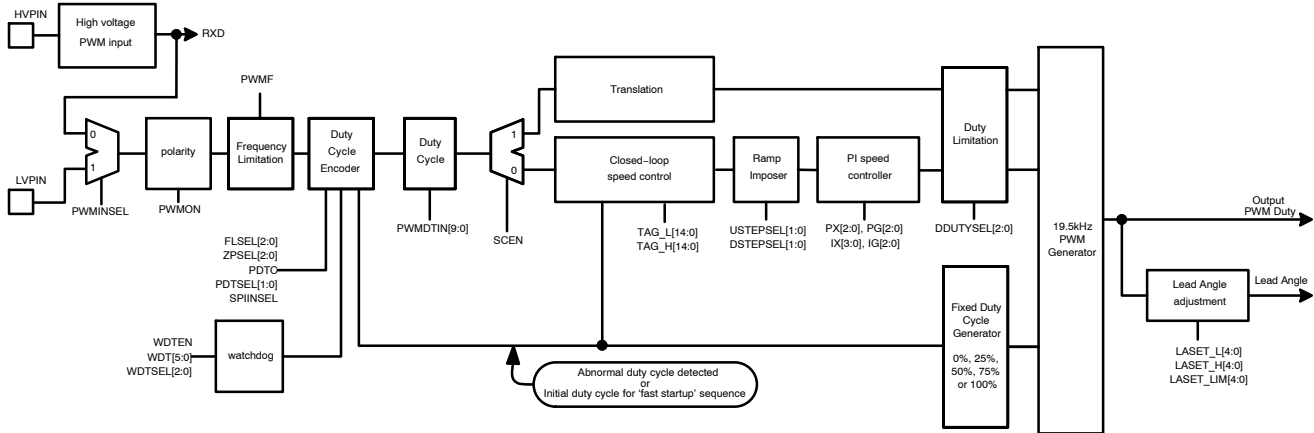 HVPIN
High voltage
PWM input
RXD
PWMF
0
1
LVPIN
PWMINSEL
polarity
PWMON
Frequency
Limitation
Duty
Cycle
Encoder
Duty
Cycle
PWMDTIN[9:0]
1
0
SCEN
Translation
Closed−loop
speed control
TAG_L[14:0]
TAG_H[14:0]
Ramp
Imposer
USTEPSEL[1:0]
DSTEPSEL[1:0]
PI speed
controller
PX[2:0], PG[2:0]
IX[3:0], IG[2:0]
Duty
Limitation
DDUTYSEL[2:0]
19.5kHz
PWM
Generator
Output
PWM Duty
Lead Angle
adjustment
Lead Angle
LASET_L[4:0]
LASET_H[4:0]
LASET_LIM[4:0]
FLSEL[2:0]
ZPSEL[2:0]
PDTO
PDTSEL[1:0]
SPIINSEL
WDTEN
WDT[5:0]
WDTSEL[2:0]
watchdog
Abnormal duty cycle detected
or
Initial duty cycle for 'fast startup' sequence
Fixed Duty
Cycle
Generator
0%, 25%,
50%, 75%
or 100%